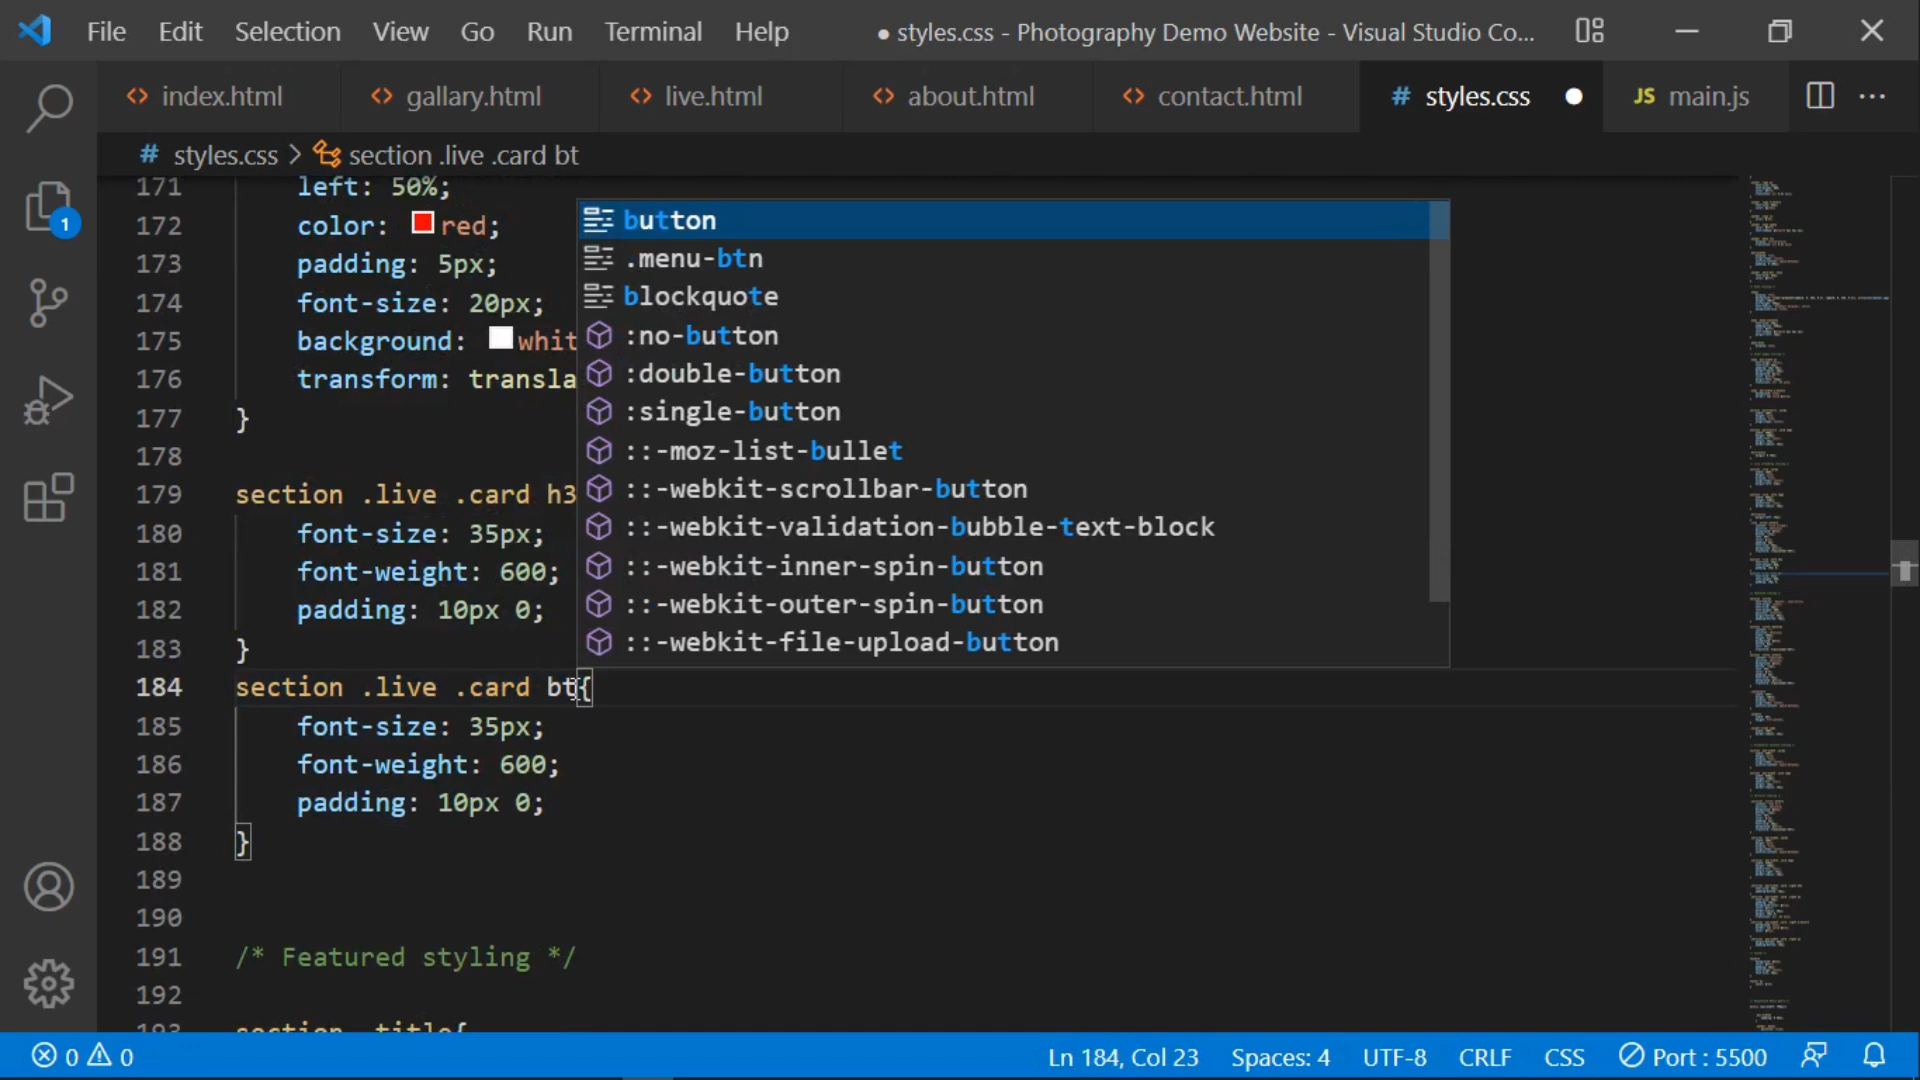 File Edit Selection View Go Run Terminal Help ● styles.css - Photography Demo Website - Visual Studio Co...
<> index.html <> gallary.html <> live.html <> about.html <> contact.html # styles.css ● JS main.js ...
# styles.css > section .live .card bt
1
171 left: 50%;
172 color: red;
173 padding: 5px;
174 font-size: 20px;
175 background: whit
176 transform: transla
177 }
178
179 section .live .card h3
180 font-size: 35px;
181 font-weight: 600;
182 padding: 10px 0;
183 }
184 section .live .card bt{
185 font-size: 35px;
186 font-weight: 600;
187 padding: 10px 0;
188 }
189
190
191 /* Featured styling */
192
193 section .title{
button
.menu-btn
blockquote
:no-button
:double-button
:single-button
::-moz-list-bullet
::-webkit-scrollbar-button
::-webkit-validation-bubble-text-block
::-webkit-inner-spin-button
::-webkit-outer-spin-button
::-webkit-file-upload-button
0 0 Ln 184, Col 23 Spaces: 4 UTF-8 CRLF CSS Port : 5500